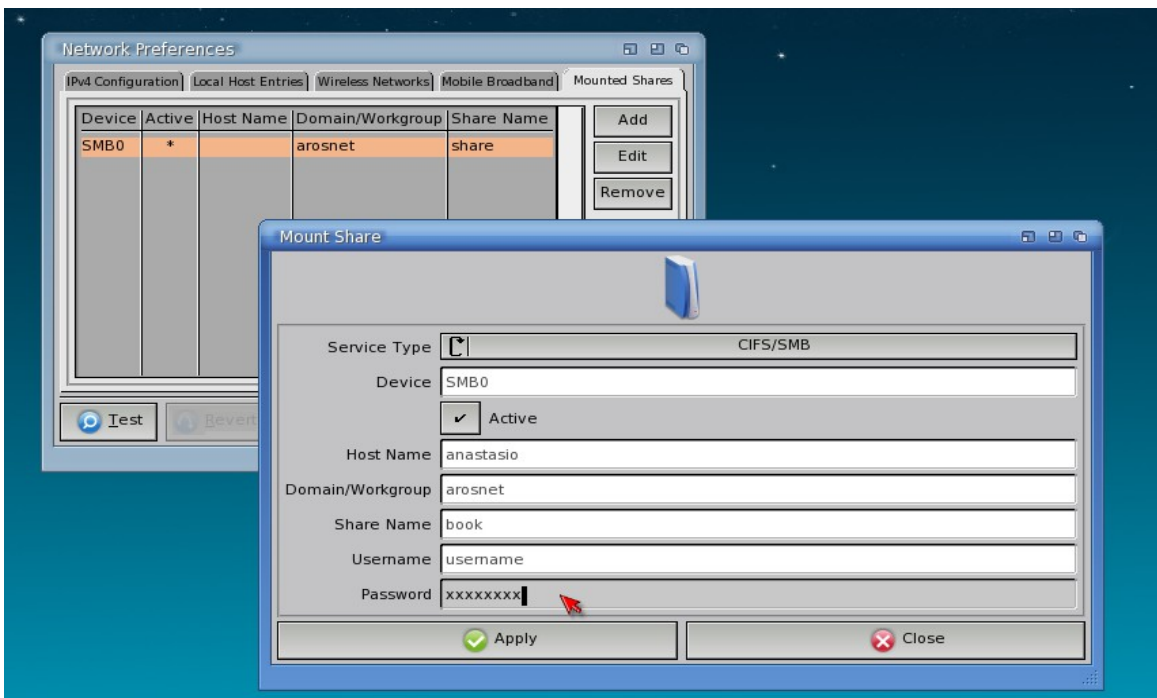 Network Preferences
IPv4 Configuration Local Host Entries Wireless Networks Mobile Broadband Mounted Shares
Device Active Host Name Domain/Workgroup Share Name
SMB0 * arosnet share
Add
Edit
Remove
Test Revert
Mount Share
Service Type CIFS/SMB
Device SMB0
✔ Active
Host Name anastasio
Domain/Workgroup arosnet
Share Name book
Username username
Password xxxxxxxx
Apply Close